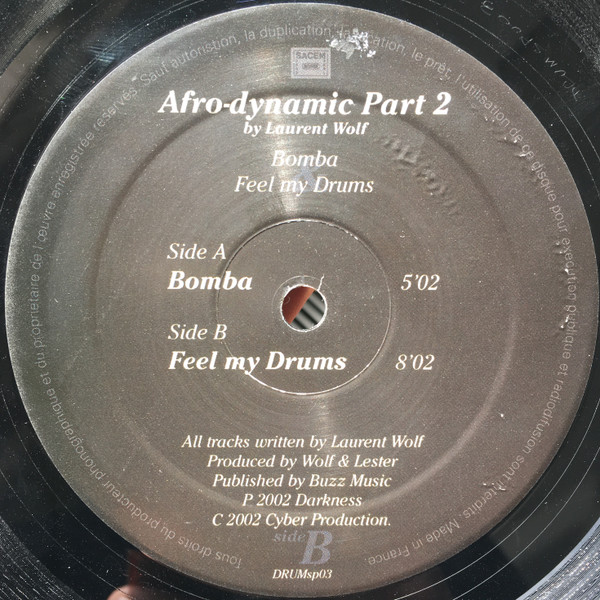 SACEM
Afro-dynamic Part 2
by Laurent Wolf
Bomba
Feel my Drums
Side A
Bomba 5'02
Side B
Feel my Drums 8'02
All tracks written by Laurent Wolf
Produced by Wolf & Lester
Published by Buzz Music
P 2002 Darkness
C 2002 Cyber Production.
side B
DRUMsp03
Tous droits du producteur phonographique et du propriétaire de l'œuvre enregistrée réservés. Sauf autorisation, la duplication, la location, le prêt, l'utilisation de ce disque pour exécution publique et radiodiffusion sont interdits. Made in France.